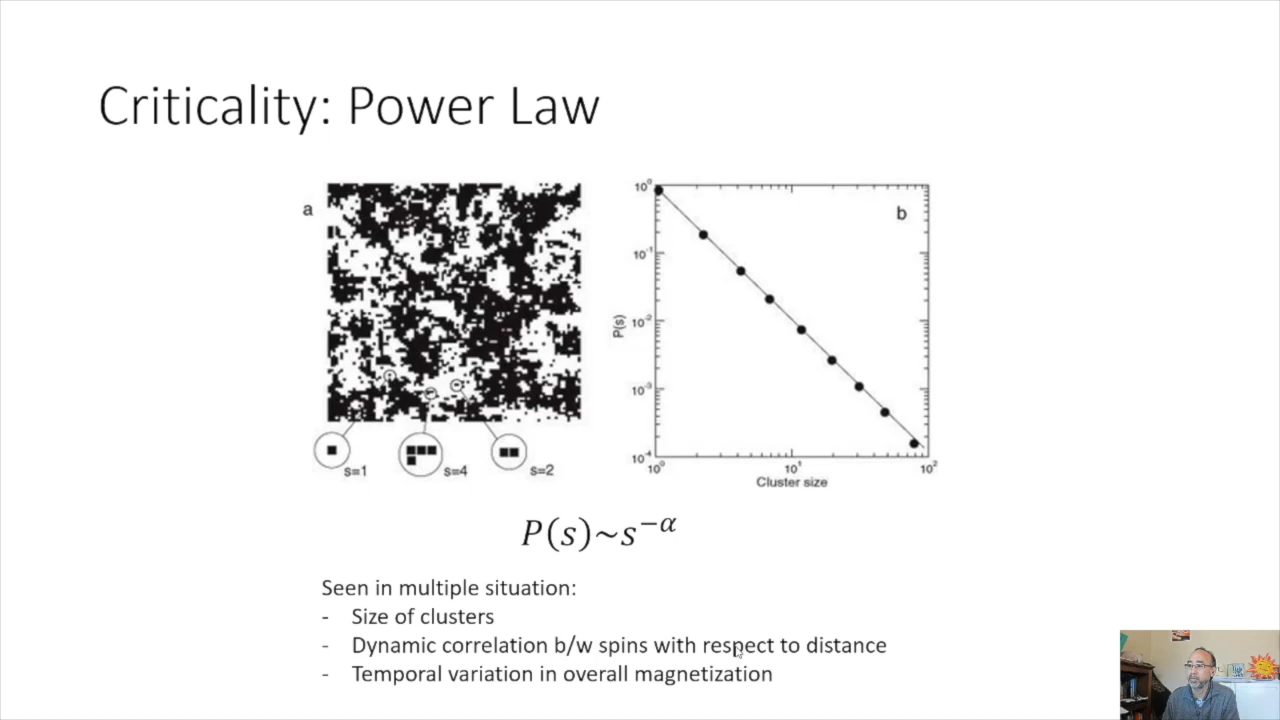 Criticality: Power Law
a
s=1
s=4
s=2
b
10⁰
10⁻¹
10⁻²
10⁻³
10⁻⁴
P(s)
10⁰ 10¹ 10²
Cluster size
P(s)~s^−α
Seen in multiple situation:
- Size of clusters
- Dynamic correlation b/w spins with respect to distance
- Temporal variation in overall magnetization